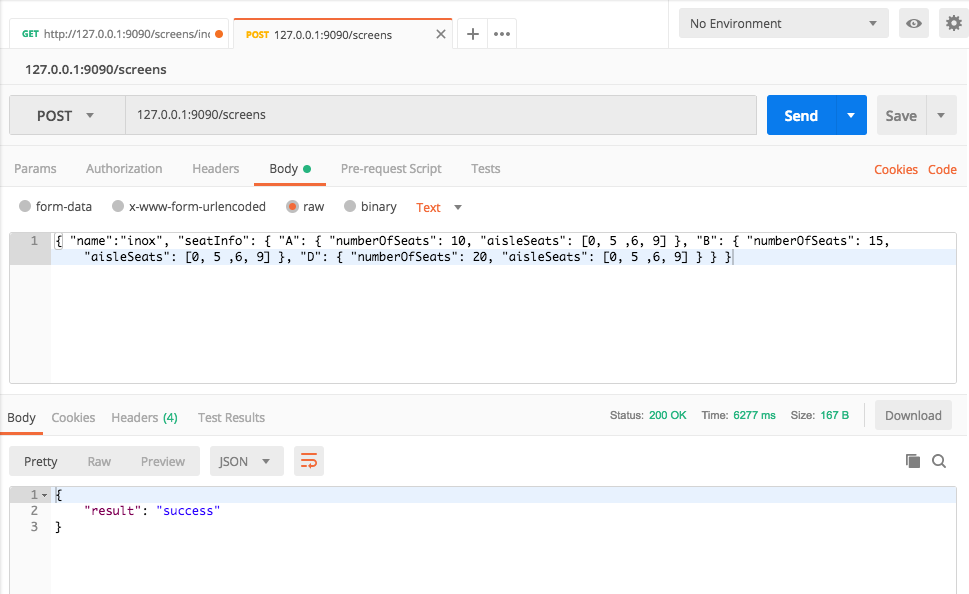 GET http://127.0.0.1:9090/screens/in
POST 127.0.0.1:9090/screens
No Environment
127.0.0.1:9090/screens
POST 127.0.0.1:9090/screens Send Save
Params Authorization Headers Body Pre-request Script Tests Cookies Code
form-data x-www-form-urlencoded raw binary Text
1 { "name":"inox", "seatInfo": { "A": { "numberOfSeats": 10, "aisleSeats": [0, 5 ,6, 9] }, "B": { "numberOfSeats": 15,
"aisleSeats": [0, 5 ,6, 9] }, "D": { "numberOfSeats": 20, "aisleSeats": [0, 5 ,6, 9] } } }
Body Cookies Headers (4) Test Results Status: 200 OK Time: 6277 ms Size: 167 B Download
Pretty Raw Preview JSON
1 {
2 "result": "success"
3 }